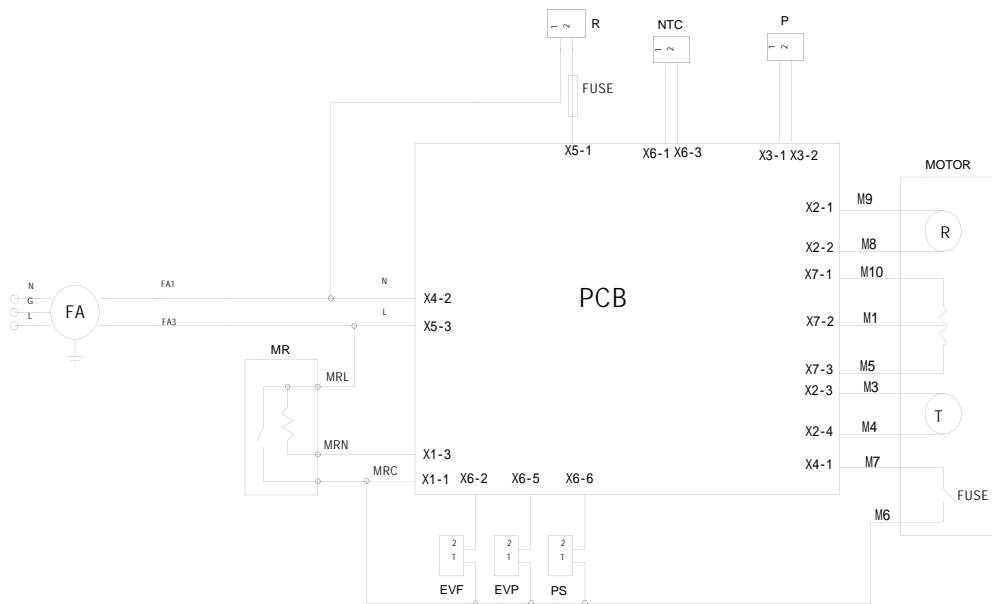 1 2 R
1 2 NTC
1 2 P
FUSE
X5-1 X6-1 X6-3 X3-1 X3-2
MOTOR
X2-1 M9
R
X2-2 M8
X7-1 M10
N FA1 N X4-2
G FA PCB
L FA3 L X5-3
X7-2 M1
MR
MRL
X7-3 M5
X2-3 M3
T
X2-4 M4
MRN X1-3
X4-1 M7
MRC X1-1 X6-2 X6-5 X6-6
FUSE
M6
2 2 2
1 1 1
EVF EVP PS